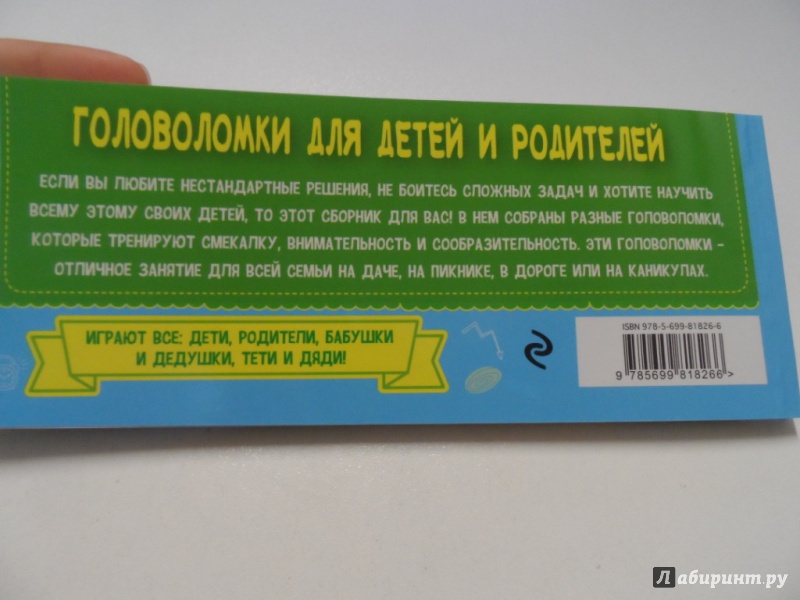 ГОЛОВОЛОМКИ ДЛЯ ДЕТЕЙ И РОДИТЕЛЕЙ
ЕСЛИ ВЫ ЛЮБИТЕ НЕСТАНДАРТНЫЕ РЕШЕНИЯ, НЕ БОИТЕСЬ СЛОЖНЫХ ЗАДАЧ И ХОТИТЕ НАУЧИТЬ
ВСЕМУ ЭТОМУ СВОИХ ДЕТЕЙ, ТО ЭТОТ СБОРНИК ДЛЯ ВАС! В НЕМ СОБРАНЫ РАЗНЫЕ ГОЛОВОЛОМКИ,
КОТОРЫЕ ТРЕНИРУЮТ СМЕКАЛКУ, ВНИМАТЕЛЬНОСТЬ И СООБРАЗИТЕЛЬНОСТЬ. ЭТИ ГОЛОВОЛОМКИ –
ОТЛИЧНОЕ ЗАНЯТИЕ ДЛЯ ВСЕЙ СЕМЬИ НА ДАЧЕ, НА ПИКНИКЕ, В ДОРОГЕ ИЛИ НА КАНИКУЛАХ.
ИГРАЮТ ВСЕ: ДЕТИ, РОДИТЕЛИ, БАБУШКИ
И ДЕДУШКИ, ТЕТИ И ДЯДИ!
ISBN 978-5-699-81826-6
9 785699 818266>
Лабиринт.ру